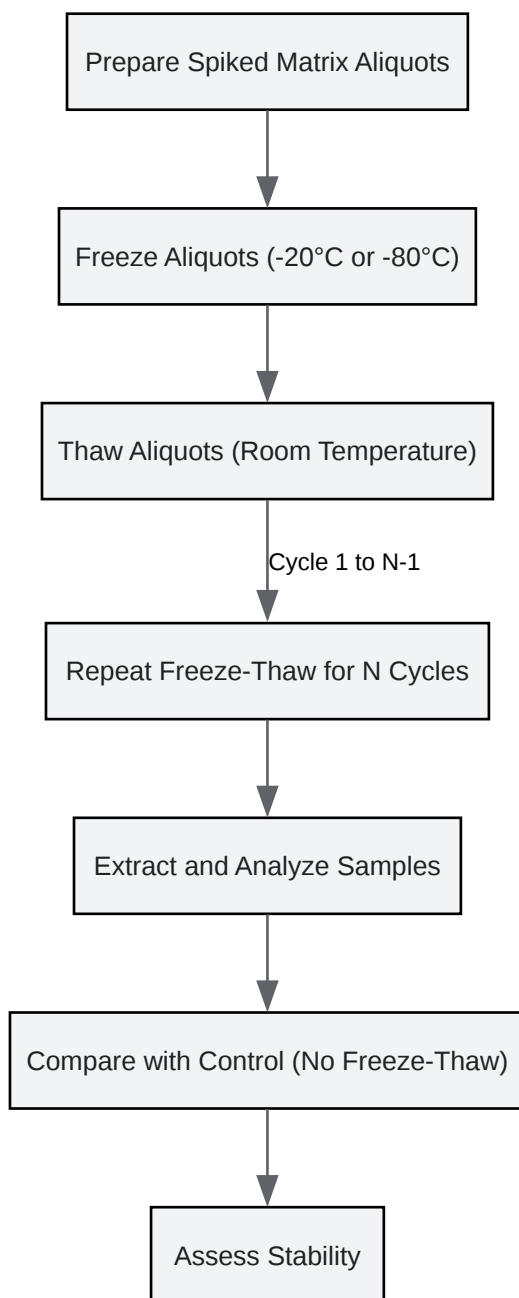 Prepare Spiked Matrix Aliquots
Freeze Aliquots (-20°C or -80°C)
Thaw Aliquots (Room Temperature)
Cycle 1 to N-1
Repeat Freeze-Thaw for N Cycles
Extract and Analyze Samples
Compare with Control (No Freeze-Thaw)
Assess Stability